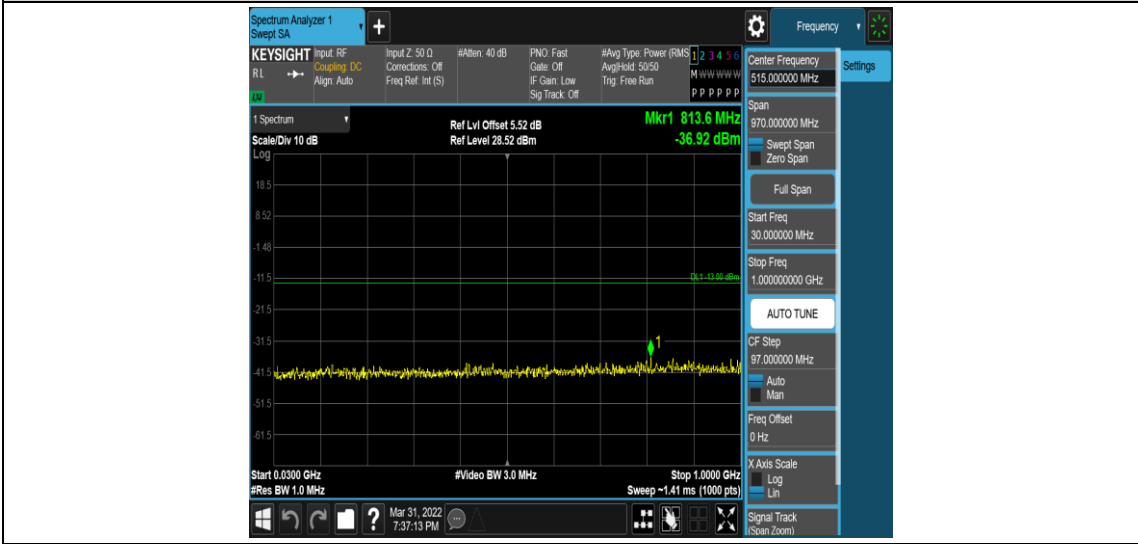 Spectrum Analyzer 1
Swept SA
+
Frequency
KEYSIGHT
Input: RF
Input Z: 50 Ω
#Atten: 40 dB
PNO: Fast
#Avg Type: Power (RMS
1 2 3 4 5 6
R L
Coupling: DC
Corrections: Off
Gate: Off
Avg|Hold: 50/50
M W W W W W
Align: Auto
Freq Ref: Int (S)
IF Gain: Low
Trig: Free Run
Sig Track: Off
P P P P P P
1 Spectrum
Ref Lvl Offset 5.52 dB
Mkr1 813.6 MHz
Scale/Div 10 dB
Ref Level 28.52 dBm
-36.92 dBm
Log
18.5
8.52
-1.48
-11.5
DL1 -13.00 dBm
-21.5
-31.5
1
-41.5
-51.5
-61.5
Start 0.0300 GHz
#Video BW 3.0 MHz
Stop 1.0000 GHz
#Res BW 1.0 MHz
Sweep ~1.41 ms (1000 pts)
?
Mar 31, 2022
7:37:13 PM
Center Frequency
515.000000 MHz
Settings
Span
970.000000 MHz
Swept Span
Zero Span
Full Span
Start Freq
30.000000 MHz
Stop Freq
1.000000000 GHz
AUTO TUNE
CF Step
97.000000 MHz
Auto
Man
Freq Offset
0 Hz
X Axis Scale
Log
Lin
Signal Track
(Span Zoom)